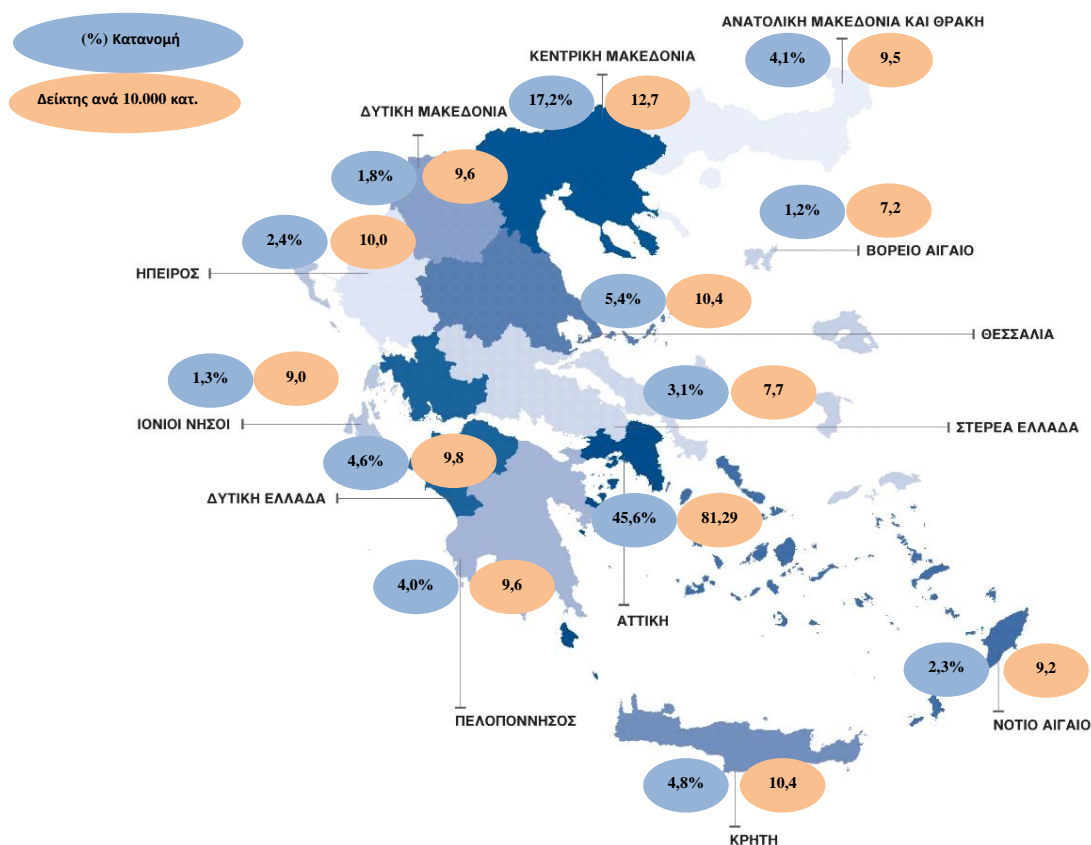 (%) Κατανομή
Δείκτης ανά 10.000 κατ.
ΑΝΑΤΟΛΙΚΗ ΜΑΚΕΔΟΝΙΑ ΚΑΙ ΘΡΑΚΗ
4,1% 9,5
ΚΕΝΤΡΙΚΗ ΜΑΚΕΔΟΝΙΑ
17,2% 12,7
ΔΥΤΙΚΗ ΜΑΚΕΔΟΝΙΑ
1,8% 9,6
1,2% 7,2
ΒΟΡΕΙΟ ΑΙΓΑΙΟ
2,4% 10,0
ΗΠΕΙΡΟΣ
5,4% 10,4
ΘΕΣΣΑΛΙΑ
1,3% 9,0
ΙΟΝΙΟΙ ΝΗΣΟΙ
3,1% 7,7
ΣΤΕΡΕΑ ΕΛΛΑΔΑ
4,6% 9,8
ΔΥΤΙΚΗ ΕΛΛΑΔΑ
45,6% 81,29
ΑΤΤΙΚΗ
4,0% 9,6
ΠΕΛΟΠΟΝΝΗΣΟΣ
2,3% 9,2
ΝΟΤΙΟ ΑΙΓΑΙΟ
4,8% 10,4
ΚΡΗΤΗ